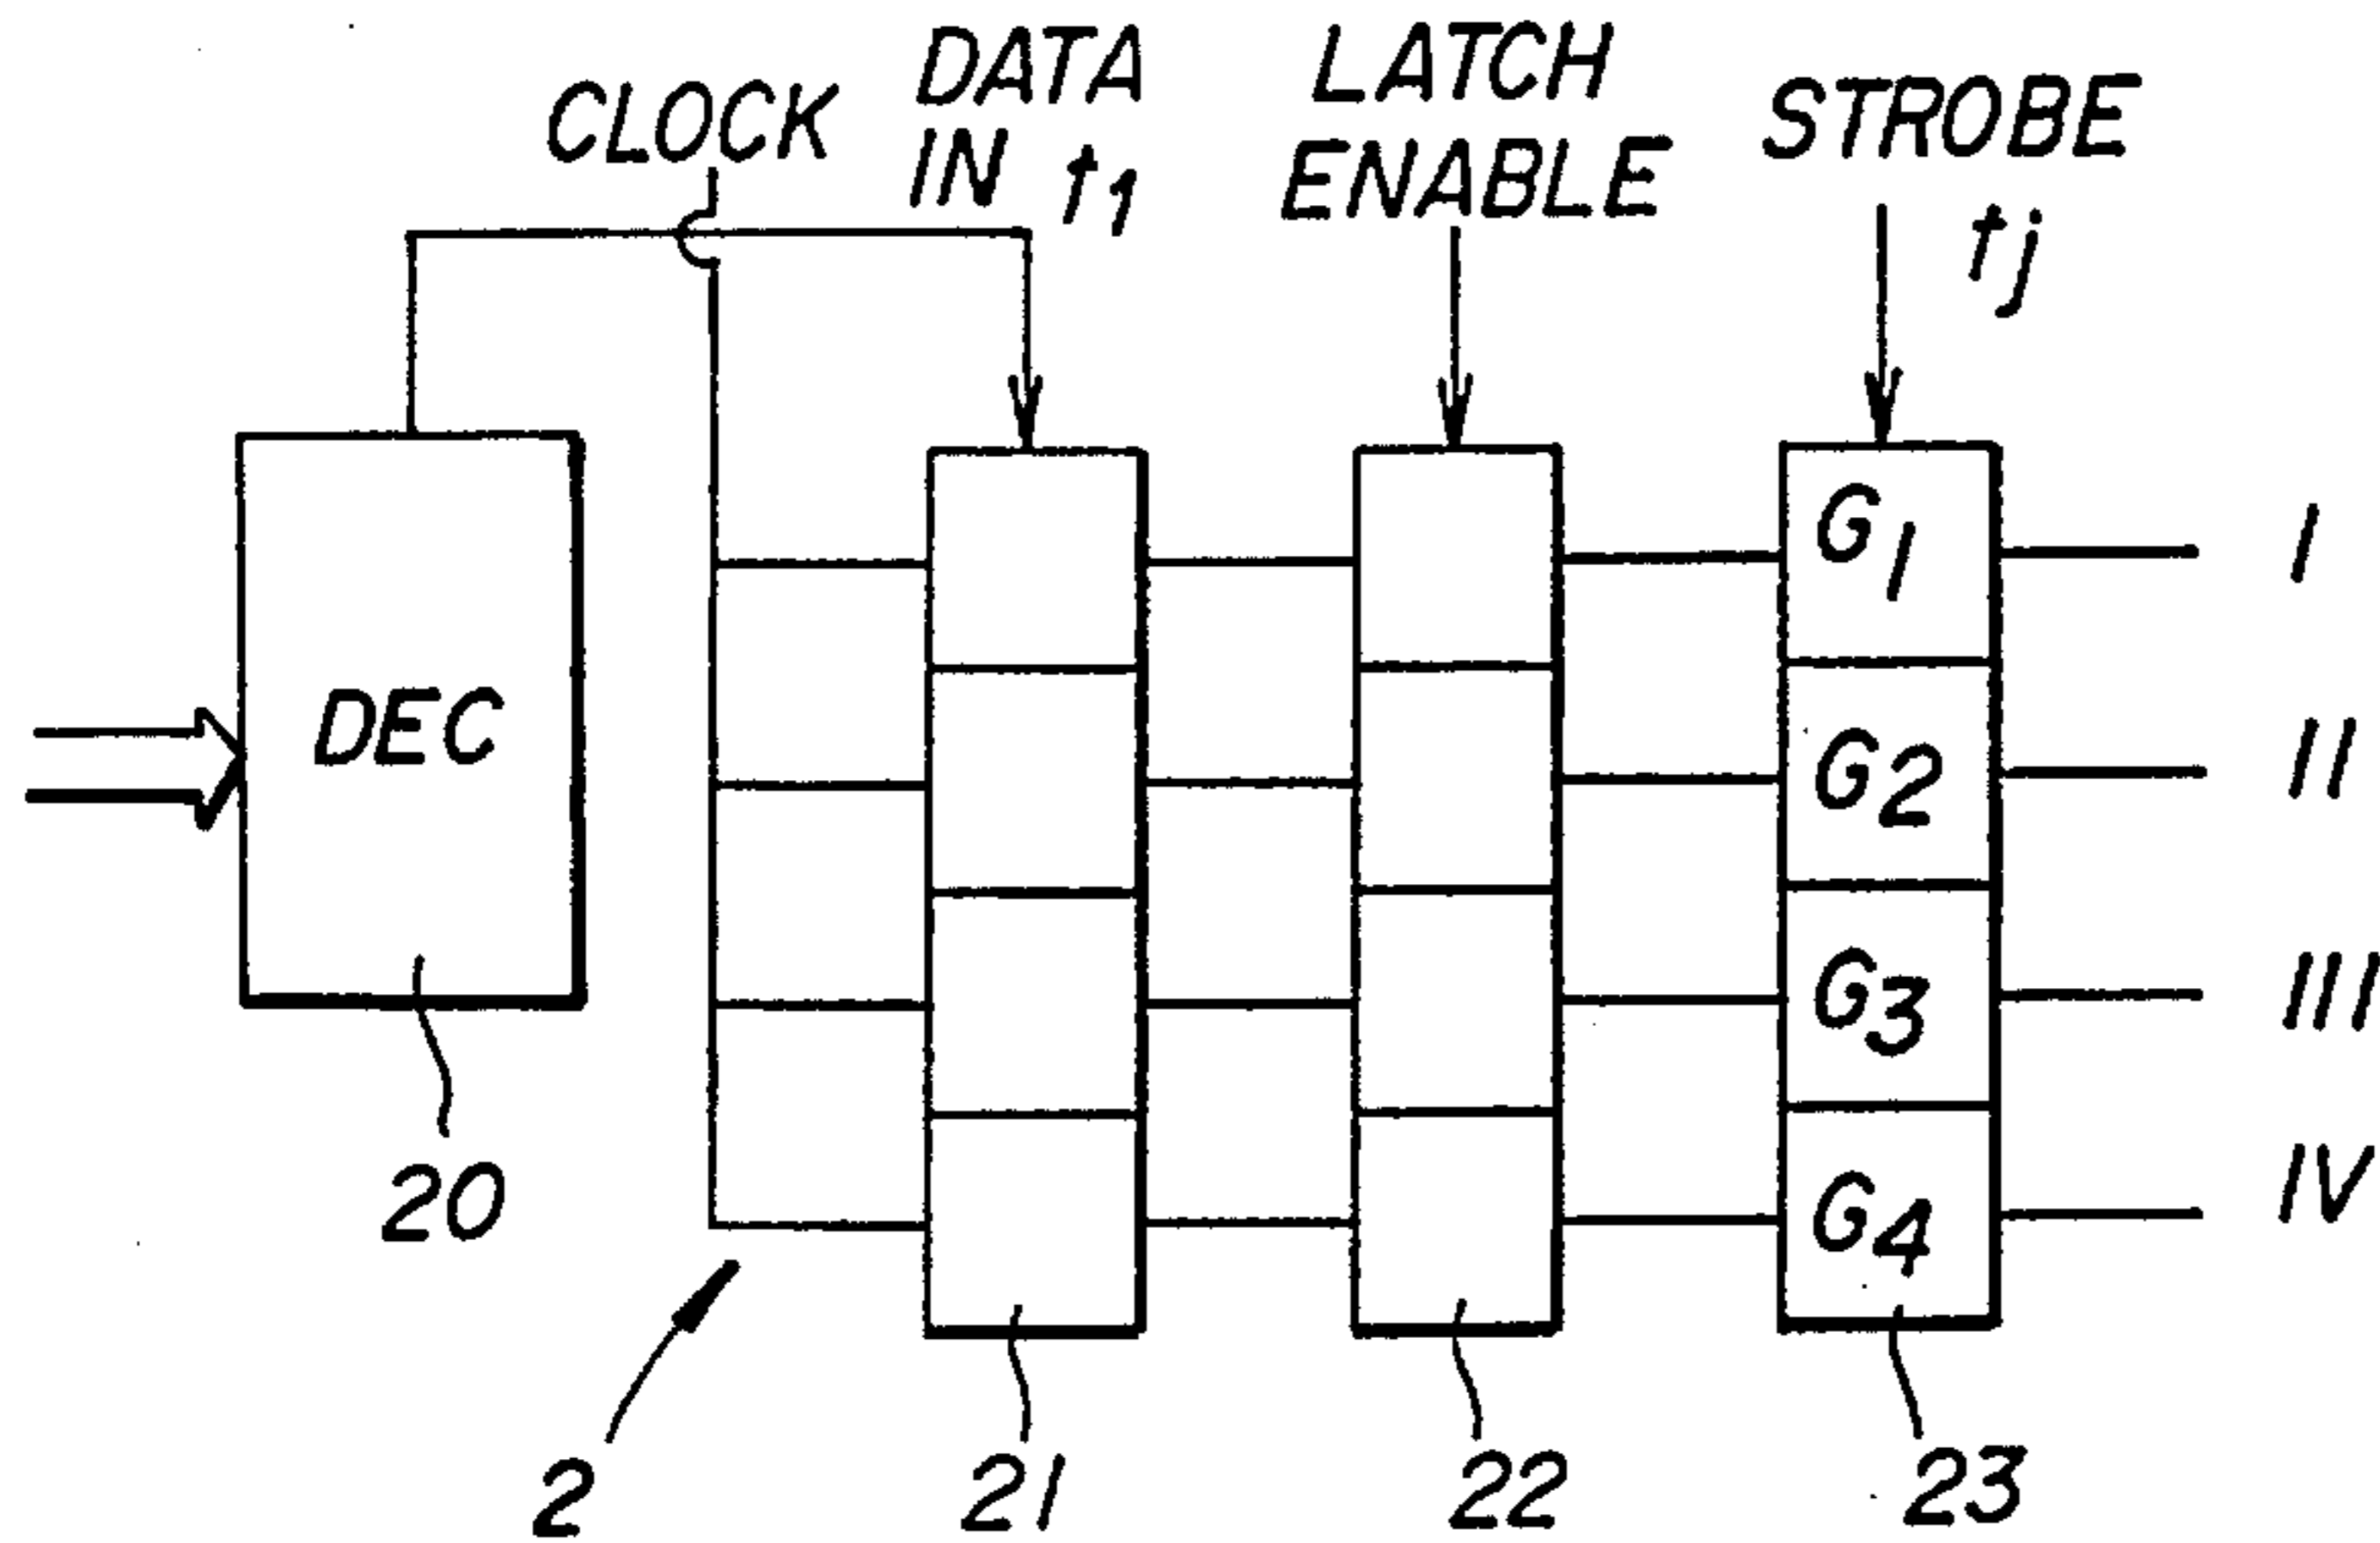 CLOCK
DATA
IN t1
LATCH
ENABLE
STROBE
tj
DEC
G1
G2
G3
G4
I
II
III
IV
20
2
21
22
23